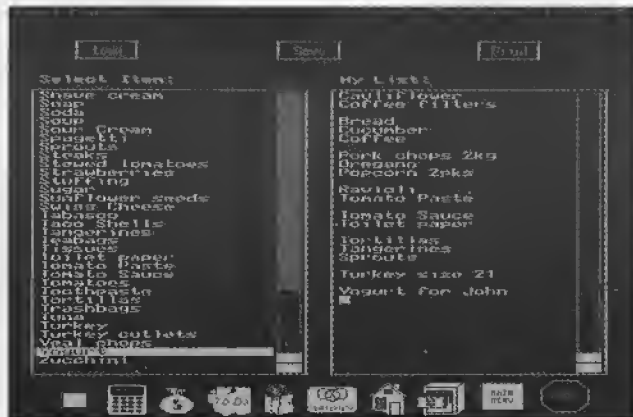 Load
Save
Print
Select Item:
Shave cream
Soap
Soda
Soup
Sour Cream
Spagetti
Sprouts
Steaks
Stewed tomatoes
Strawberries
Stuffing
Sugar
Sunflower seeds
Swiss Cheese
Tabasco
Taco Shells
Tangerines
Teabags
Tissues
Toilet paper
Tomato Paste
Tomato Sauce
Tomatoes
Toothpaste
Tortillas
Trashbags
Tuna
Turkey
Turkey cutlets
Veal chops
Yogurt
Zucchini
My List:
Cauliflower
Coffee filters
Bread
Cucumber
Coffee
Pork chops 2kg
Oregano
Popcorn 2pks
Ravioli
Tomato Paste
Tomato Sauce
Toilet paper
Tortillas
Tangerines
Sprouts
Turkey size 21
Yogurt for John
MAIN
MENU